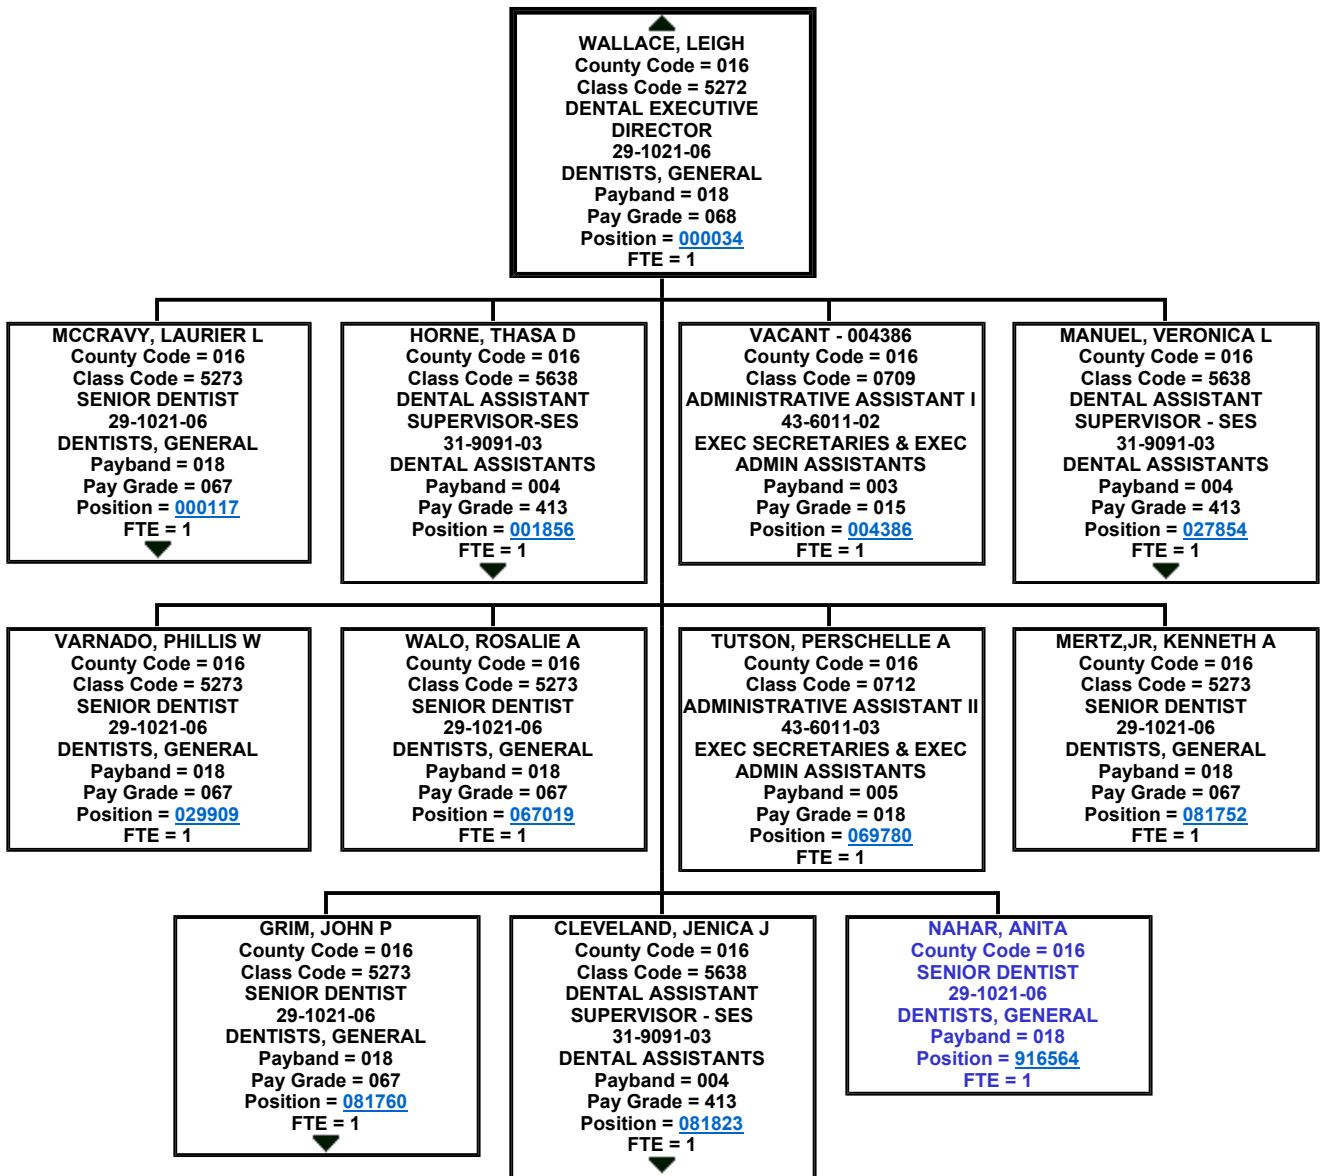 WALLACE, LEIGH
County Code = 016
Class Code = 5272
DENTAL EXECUTIVE
DIRECTOR
29-1021-06
DENTISTS, GENERAL
Payband = 018
Pay Grade = 068
Position = 000034
FTE = 1
MCCRAVY, LAURIER L
County Code = 016
Class Code = 5273
SENIOR DENTIST
29-1021-06
DENTISTS, GENERAL
Payband = 018
Pay Grade = 067
Position = 000117
FTE = 1
HORNE, THASA D
County Code = 016
Class Code = 5638
DENTAL ASSISTANT
SUPERVISOR-SES
31-9091-03
DENTAL ASSISTANTS
Payband = 004
Pay Grade = 413
Position = 001856
FTE = 1
VACANT - 004386
County Code = 016
Class Code = 0709
ADMINISTRATIVE ASSISTANT I
43-6011-02
EXEC SECRETARIES & EXEC
ADMIN ASSISTANTS
Payband = 003
Pay Grade = 015
Position = 004386
FTE = 1
MANUEL, VERONICA L
County Code = 016
Class Code = 5638
DENTAL ASSISTANT
SUPERVISOR - SES
31-9091-03
DENTAL ASSISTANTS
Payband = 004
Pay Grade = 413
Position = 027854
FTE = 1
VARNADO, PHILLIS W
County Code = 016
Class Code = 5273
SENIOR DENTIST
29-1021-06
DENTISTS, GENERAL
Payband = 018
Pay Grade = 067
Position = 029909
FTE = 1
WALO, ROSALIE A
County Code = 016
Class Code = 5273
SENIOR DENTIST
29-1021-06
DENTISTS, GENERAL
Payband = 018
Pay Grade = 067
Position = 067019
FTE = 1
TUTSON, PERSCHELLE A
County Code = 016
Class Code = 0712
ADMINISTRATIVE ASSISTANT II
43-6011-03
EXEC SECRETARIES & EXEC
ADMIN ASSISTANTS
Payband = 005
Pay Grade = 018
Position = 069780
FTE = 1
MERTZ,JR, KENNETH A
County Code = 016
Class Code = 5273
SENIOR DENTIST
29-1021-06
DENTISTS, GENERAL
Payband = 018
Pay Grade = 067
Position = 081752
FTE = 1
GRIM, JOHN P
County Code = 016
Class Code = 5273
SENIOR DENTIST
29-1021-06
DENTISTS, GENERAL
Payband = 018
Pay Grade = 067
Position = 081760
FTE = 1
CLEVELAND, JENICA J
County Code = 016
Class Code = 5638
DENTAL ASSISTANT
SUPERVISOR - SES
31-9091-03
DENTAL ASSISTANTS
Payband = 004
Pay Grade = 413
Position = 081823
FTE = 1
NAHAR, ANITA
County Code = 016
SENIOR DENTIST
29-1021-06
DENTISTS, GENERAL
Payband = 018
Position = 916564
FTE = 1